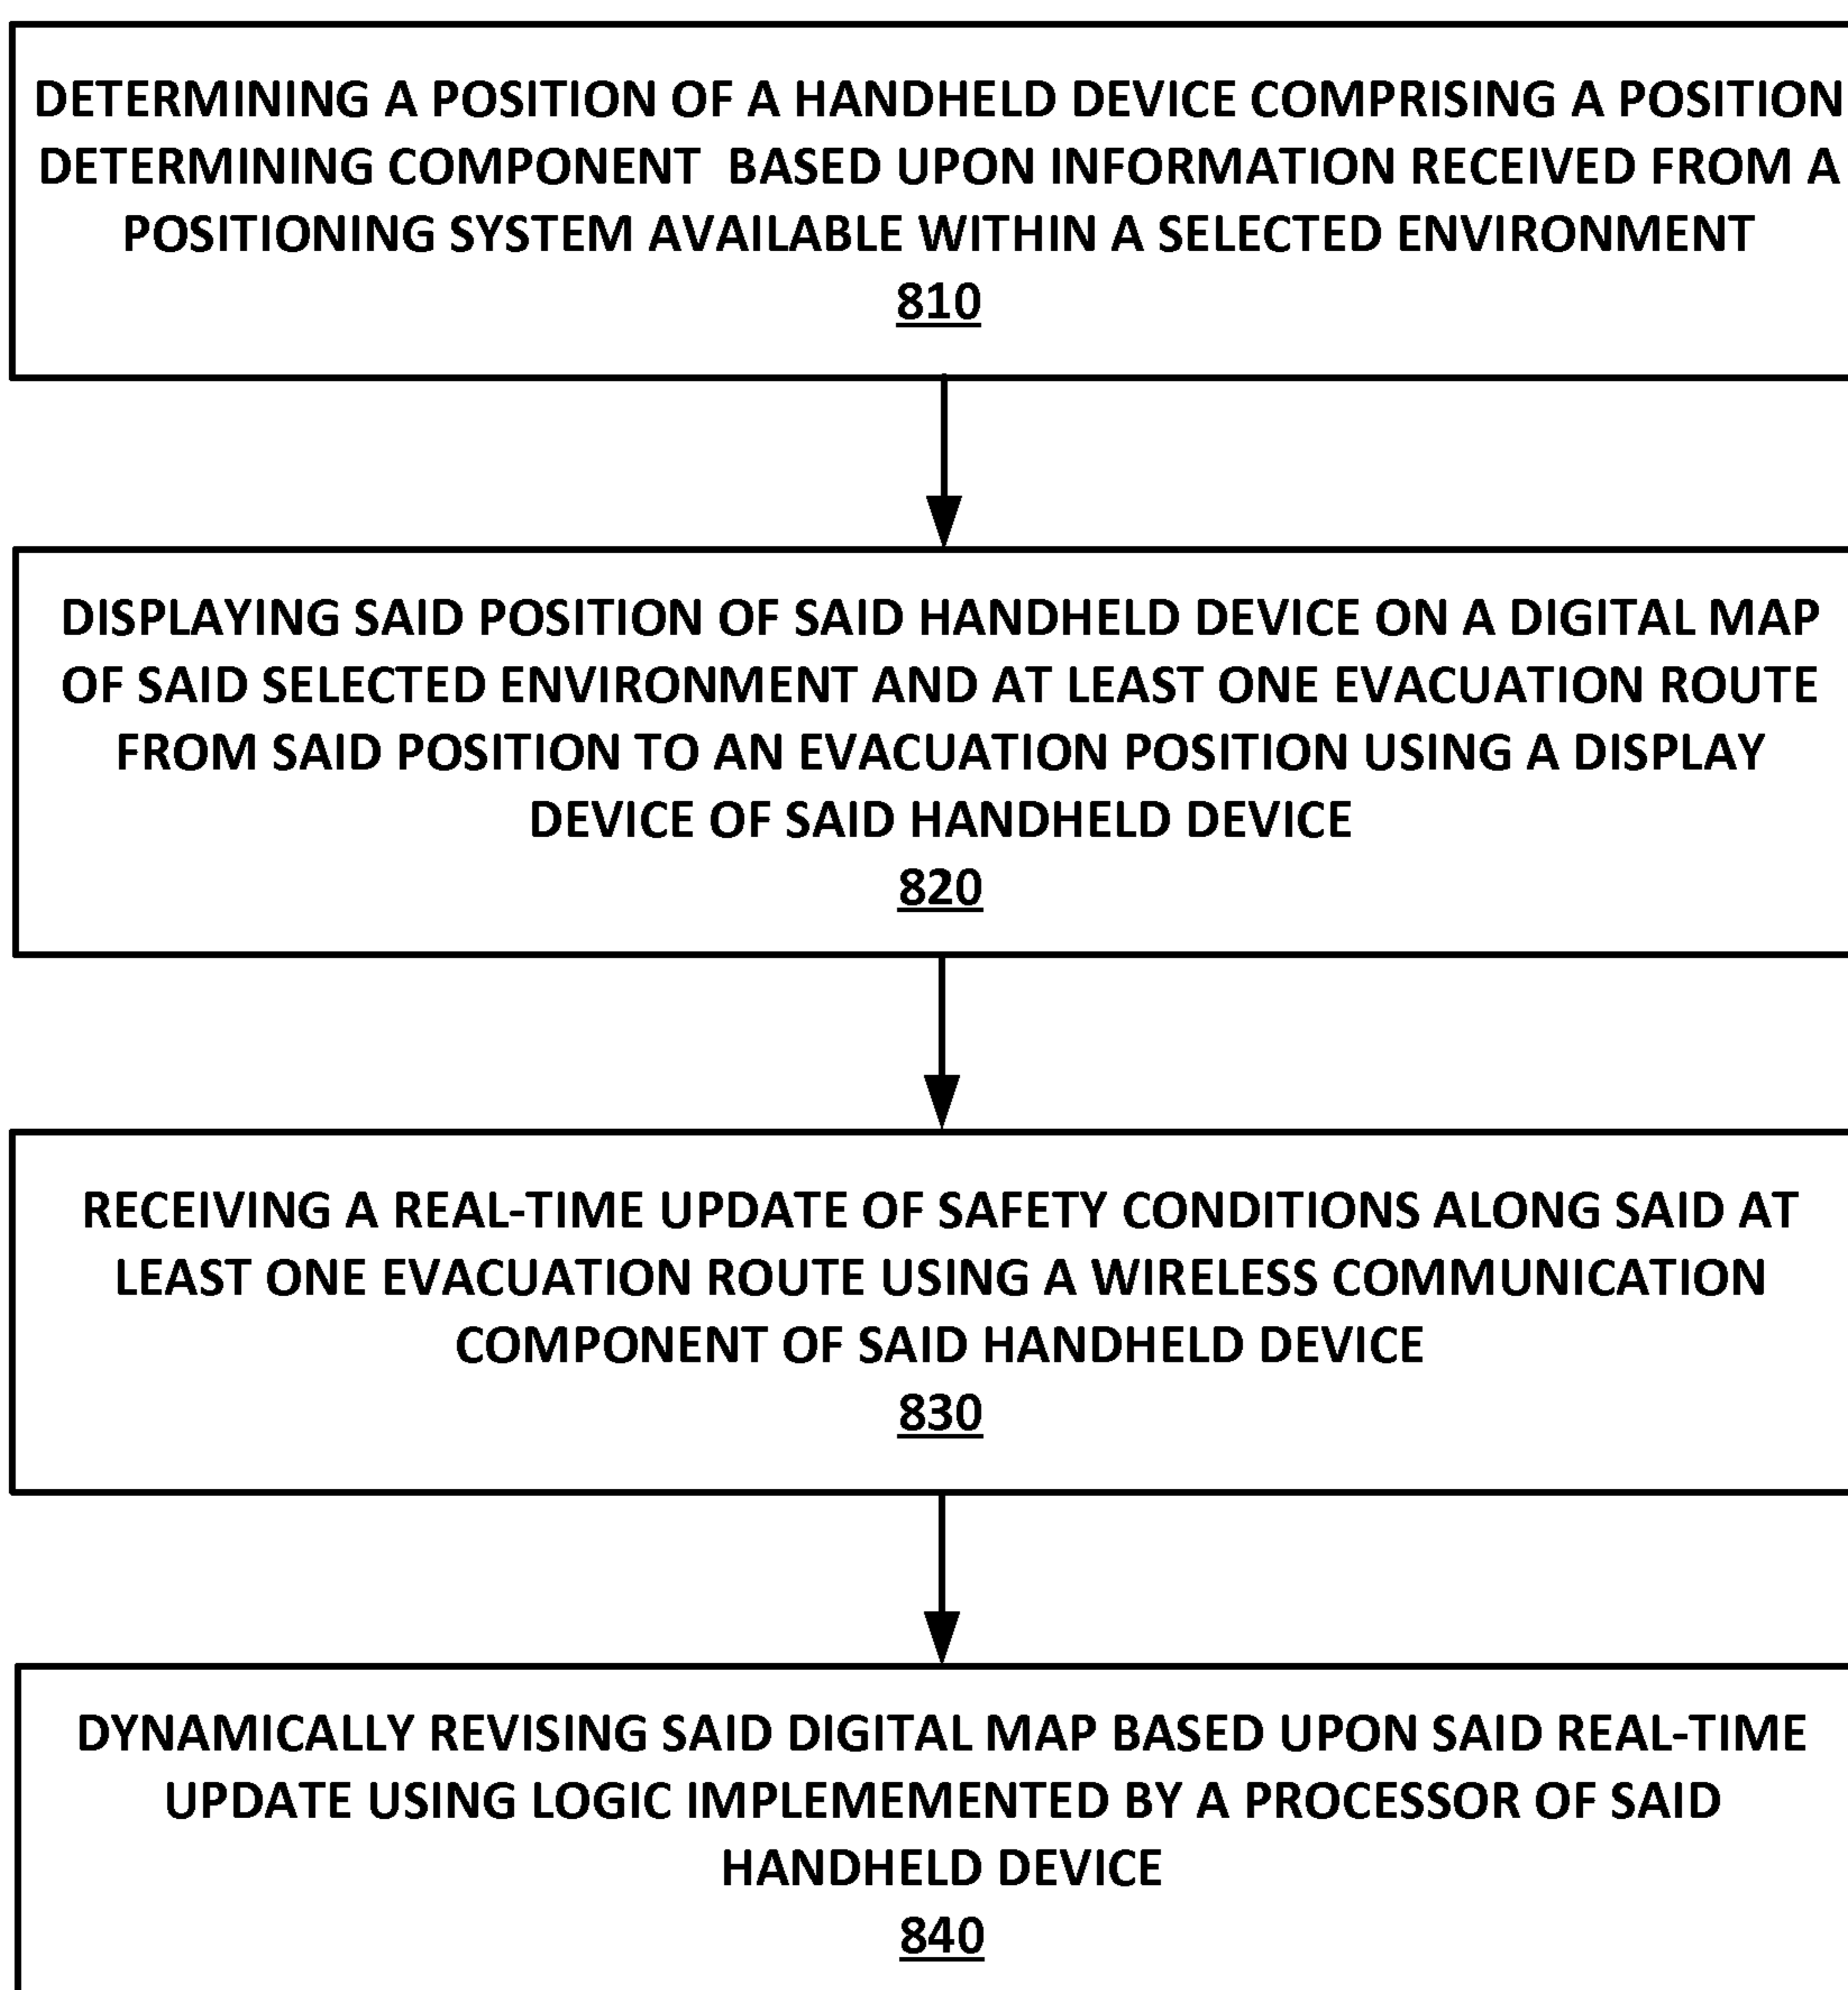 DETERMINING A POSITION OF A HANDHELD DEVICE COMPRISING A POSITION
DETERMINING COMPONENT BASED UPON INFORMATION RECEIVED FROM A
POSITIONING SYSTEM AVAILABLE WITHIN A SELECTED ENVIRONMENT
810
DISPLAYING SAID POSITION OF SAID HANDHELD DEVICE ON A DIGITAL MAP
OF SAID SELECTED ENVIRONMENT AND AT LEAST ONE EVACUATION ROUTE
FROM SAID POSITION TO AN EVACUATION POSITION USING A DISPLAY
DEVICE OF SAID HANDHELD DEVICE
820
RECEIVING A REAL-TIME UPDATE OF SAFETY CONDITIONS ALONG SAID AT
LEAST ONE EVACUATION ROUTE USING A WIRELESS COMMUNICATION
COMPONENT OF SAID HANDHELD DEVICE
830
DYNAMICALLY REVISING SAID DIGITAL MAP BASED UPON SAID REAL-TIME
UPDATE USING LOGIC IMPLEMEMENTED BY A PROCESSOR OF SAID
HANDHELD DEVICE
840